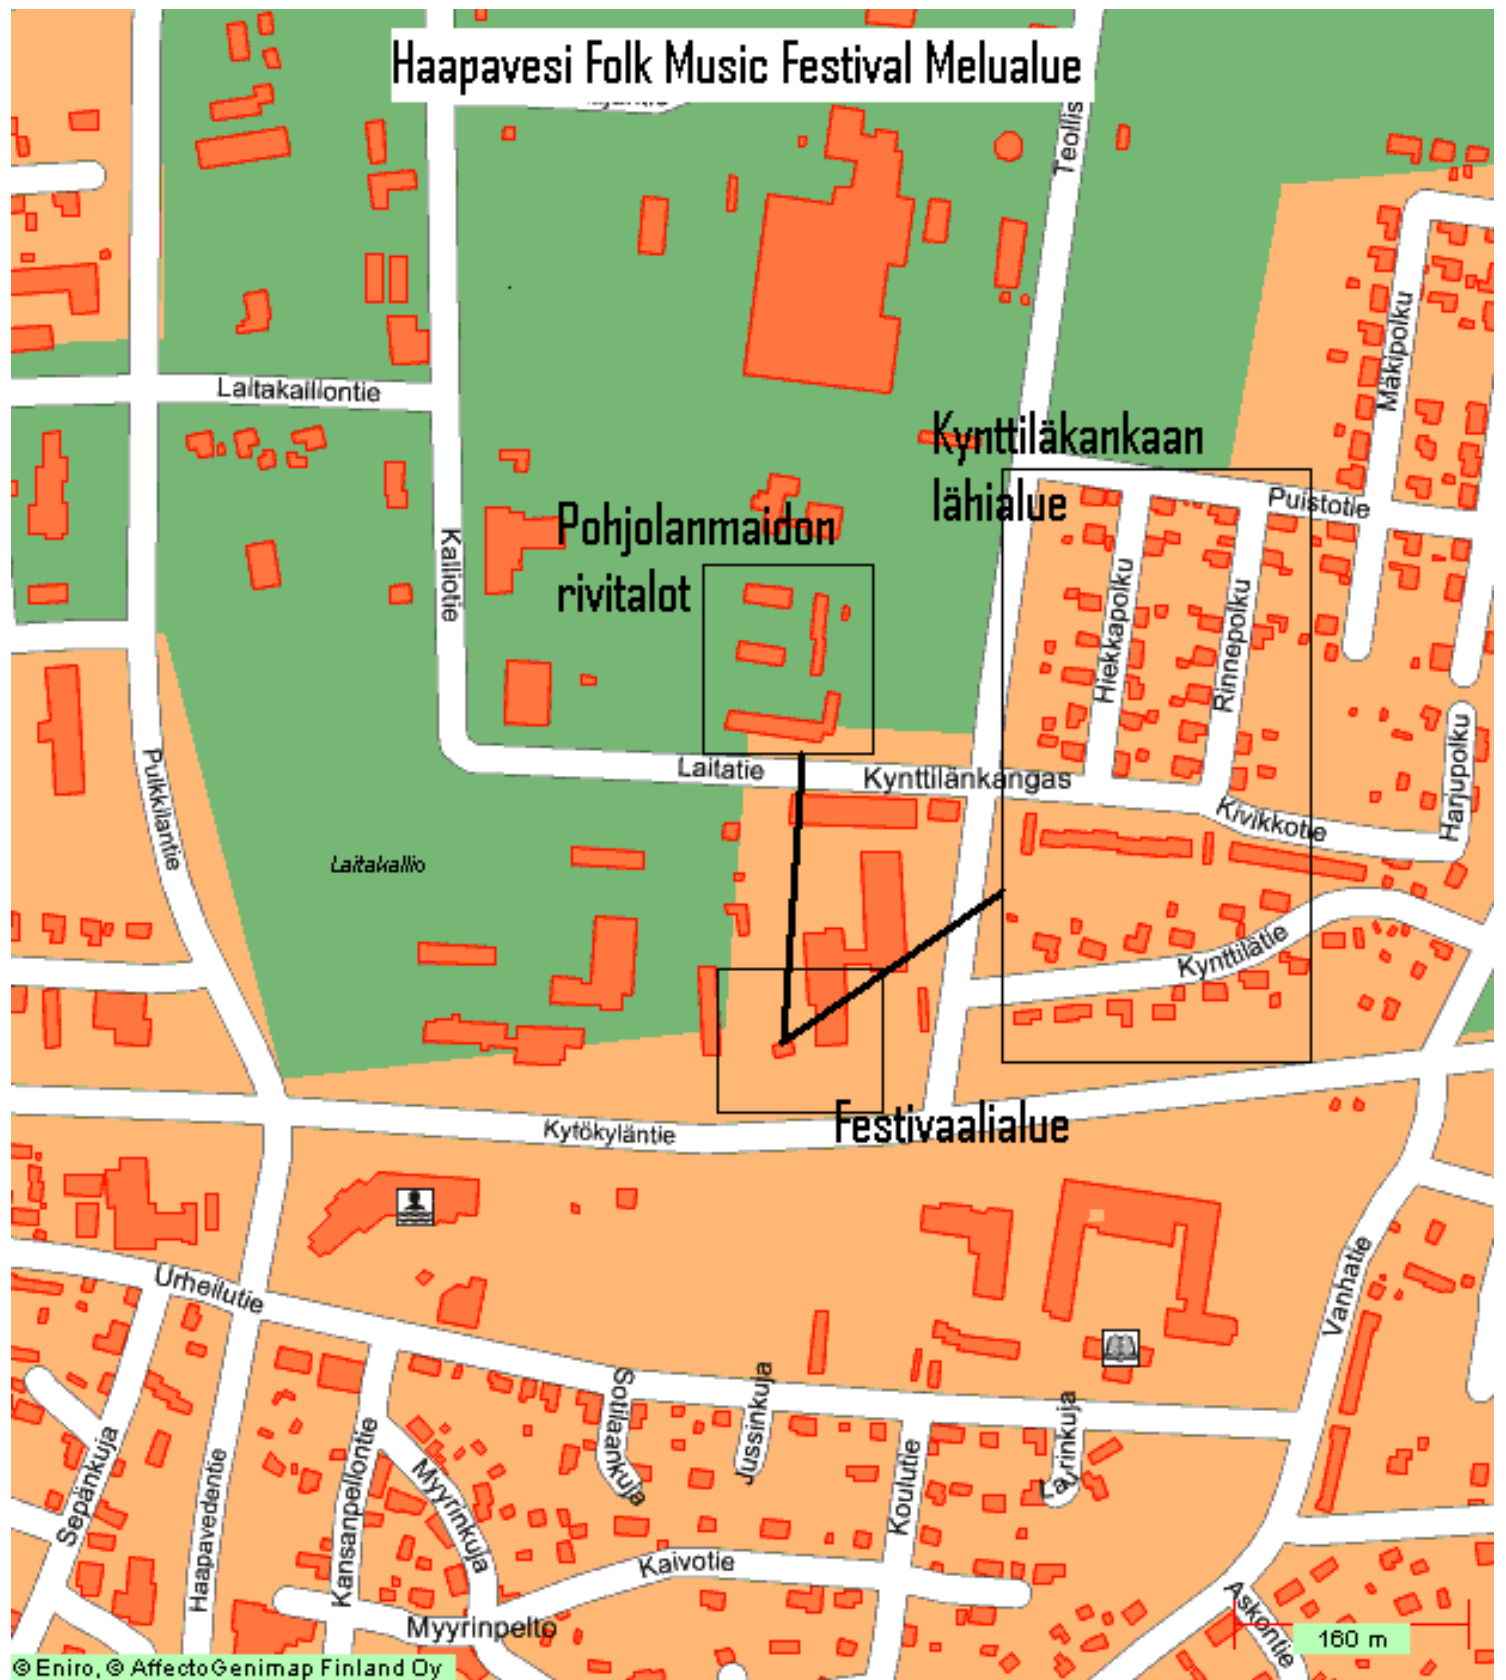 Haapavesi Folk Music Festival Melualue
Teollis
Mäkipolku
Laitakalliontie
Kynttiläkankaan
lähialue
Puistotie
Pohjolanmaidon
rivitalot
Kalliotie
Hiekkapolku
Rinnepolku
Harjupolku
Laitatie
Kynttilänkangas
Kivikkotie
Pulkkilantie
Laitakallio
Kynttilätie
Festivaalialue
Kytökyläntie
Urheilutie
Vanhatie
Sotilaankuja
Jussinkuja
Laurinkuja
Koulutie
Sepänkuja
Haapavedentie
Kansanpellontie
Myyrinkuja
Kaivotie
Myyrinpelto
Askontie
160 m
© Eniro, © AffectoGenimap Finland Oy